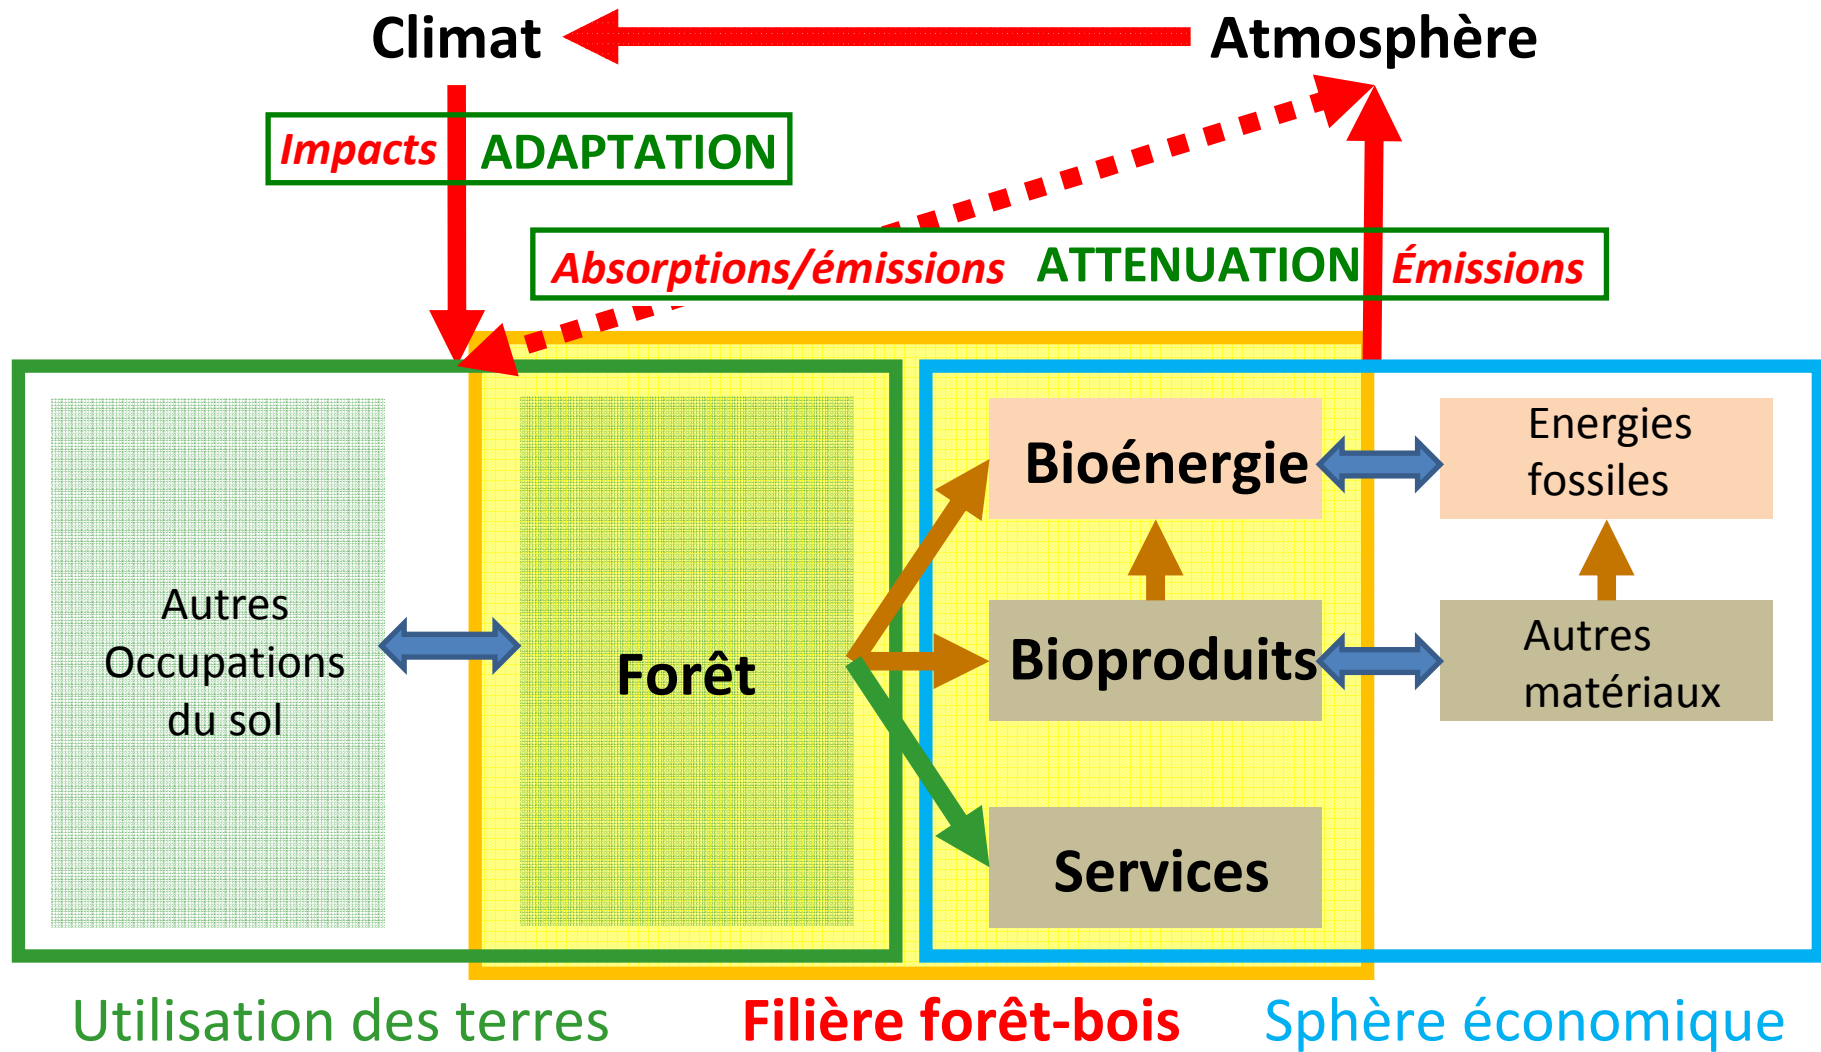 Climat
Atmosphère
Impacts
ADAPTATION
Absorptions/émissions
ATTENUATION
Émissions
Autres
Occupations
du sol
Forêt
Bioénergie
Energies
fossiles
Bioproduits
Autres
matériaux
Services
Utilisation des terres
Filière forêt-bois
Sphère économique